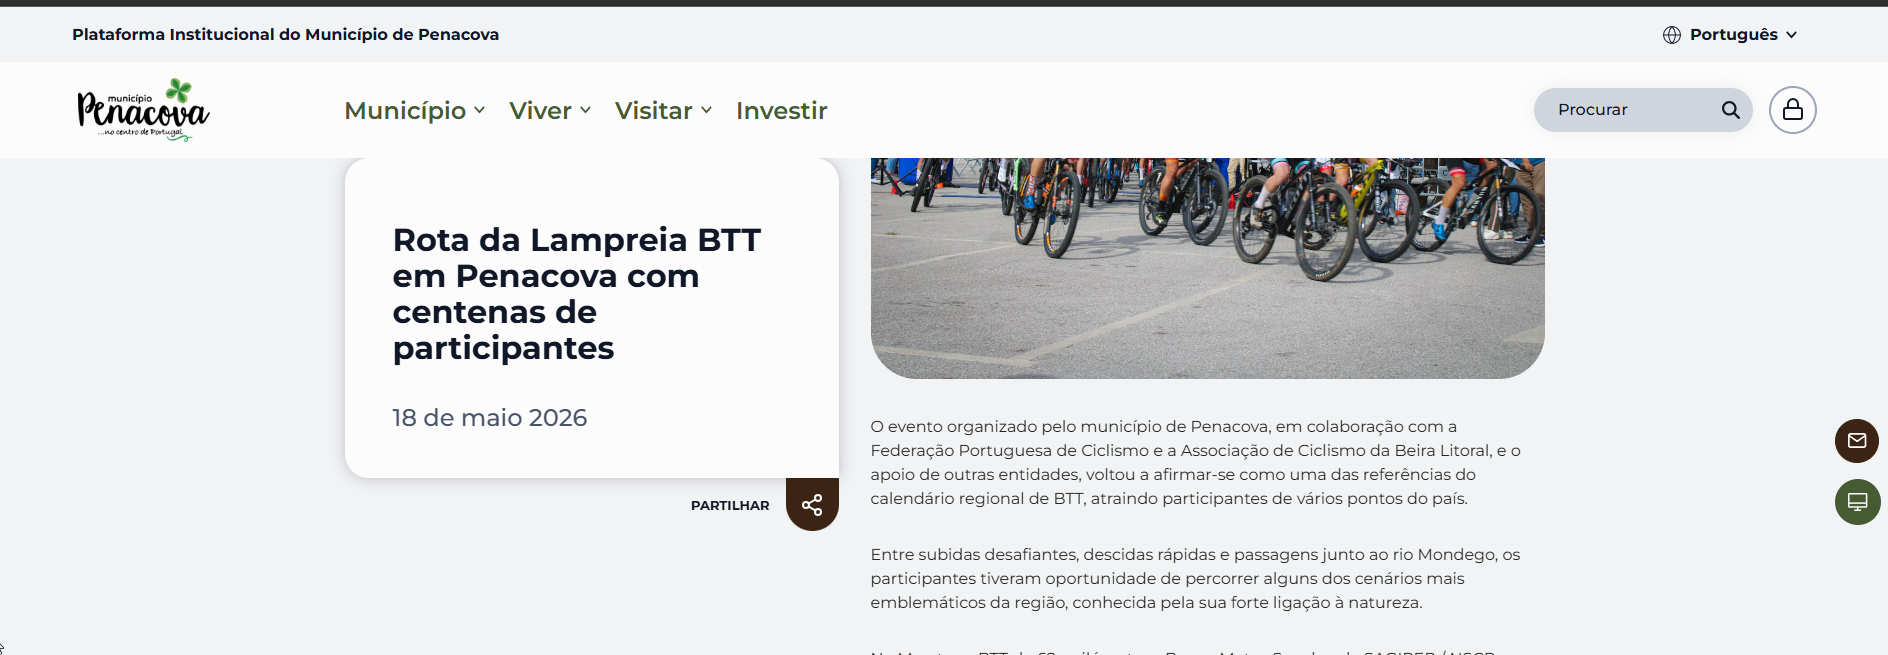 Plataforma Institucional do Município de Penacova
Português
município
Penacova
...no centro de Portugal
Município
Viver
Visitar
Investir
Procurar
Rota da Lampreia BTT
em Penacova com
centenas de
participantes
18 de maio 2026
PARTILHAR
O evento organizado pelo município de Penacova, em colaboração com a
Federação Portuguesa de Ciclismo e a Associação de Ciclismo da Beira Litoral, e o
apoio de outras entidades, voltou a afirmar-se como uma das referências do
calendário regional de BTT, atraindo participantes de vários pontos do país.
Entre subidas desafiantes, descidas rápidas e passagens junto ao rio Mondego, os
participantes tiveram oportunidade de percorrer alguns dos cenários mais
emblemáticos da região, conhecida pela sua forte ligação à natureza.